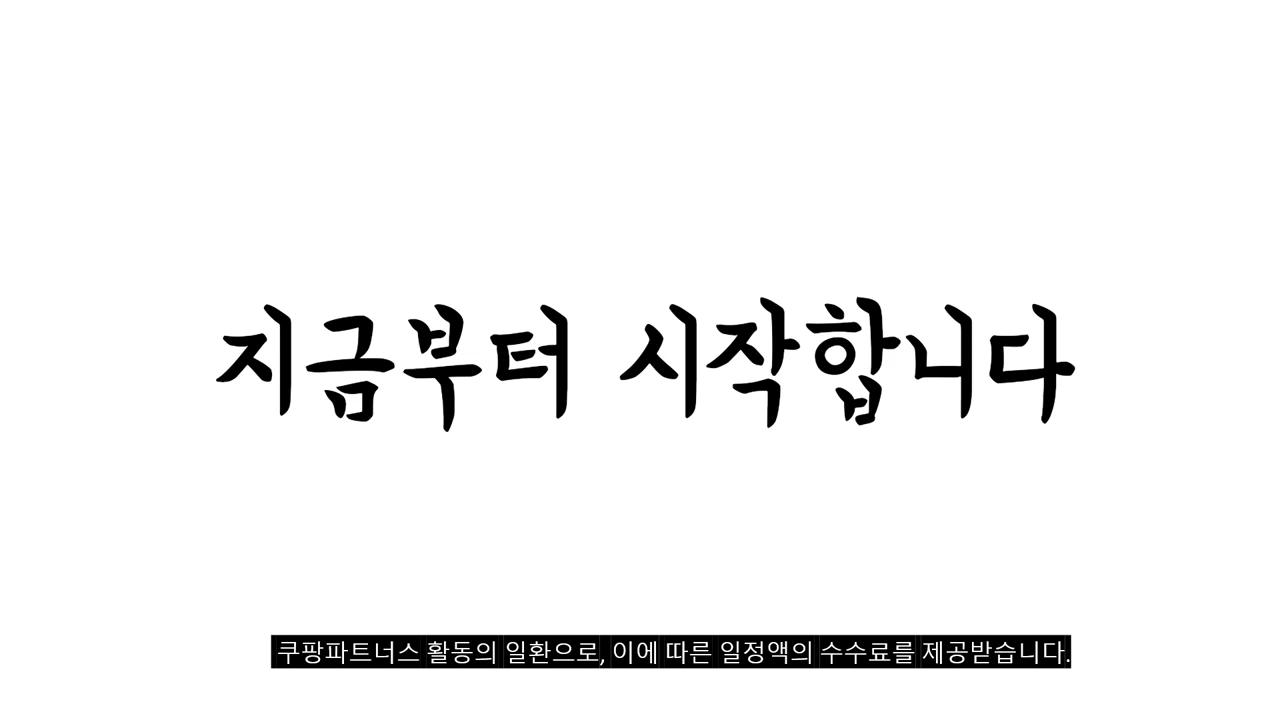 지금부터 시작합니다
쿠팡파트너스 활동의 일환으로, 이에 따른 일정액의 수수료를 제공받습니다.